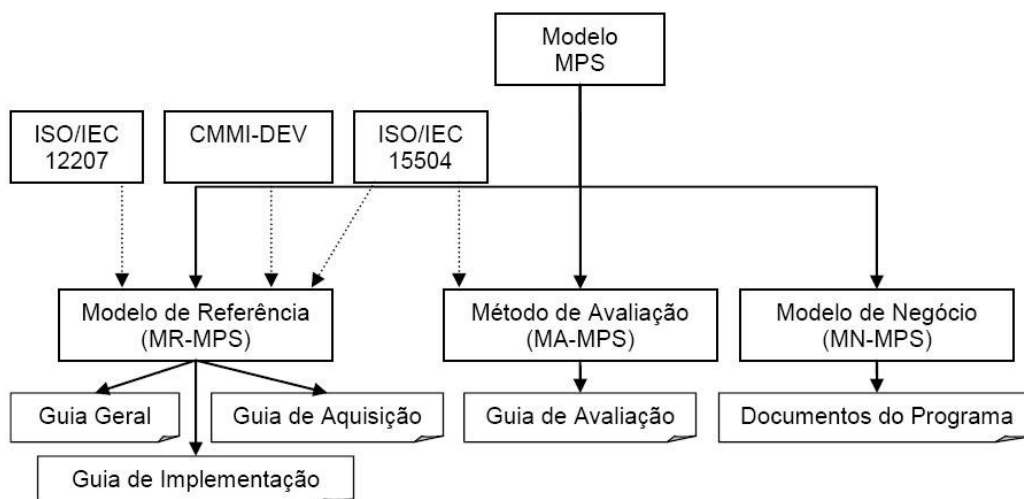 Modelo
MPS
ISO/IEC
12207
CMMI-DEV
ISO/IEC
15504
Modelo de Referência
(MR-MPS)
Método de Avaliação
(MA-MPS)
Modelo de Negócio
(MN-MPS)
Guia Geral
Guia de Aquisição
Guia de Avaliação
Documentos do Programa
Guia de Implementação